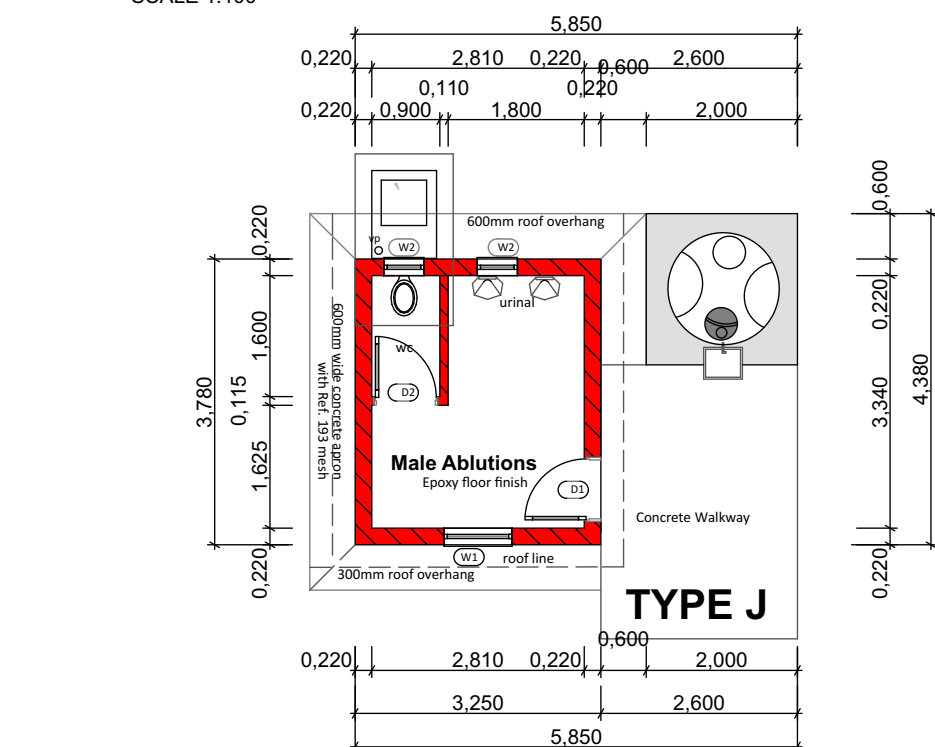 5,850
0,220 2,810 0,220 0,600 2,600
0,110 0,220
0,220 0,900 1,800 2,000
600mm roof overhang
vp
W2
W2
urinal
wc
D2
Male Ablutions
Epoxy floor finish
D1
Concrete Walkway
W1
roof line
300mm roof overhang
TYPE J
600mm wide concrete apron
with Ref. 193 mesh
0,220
1,600
0,115
1,625
0,220
3,780
0,600
0,220
3,340
0,220
4,380
0,600
0,220 2,810 0,220 2,000
3,250 2,600
5,850